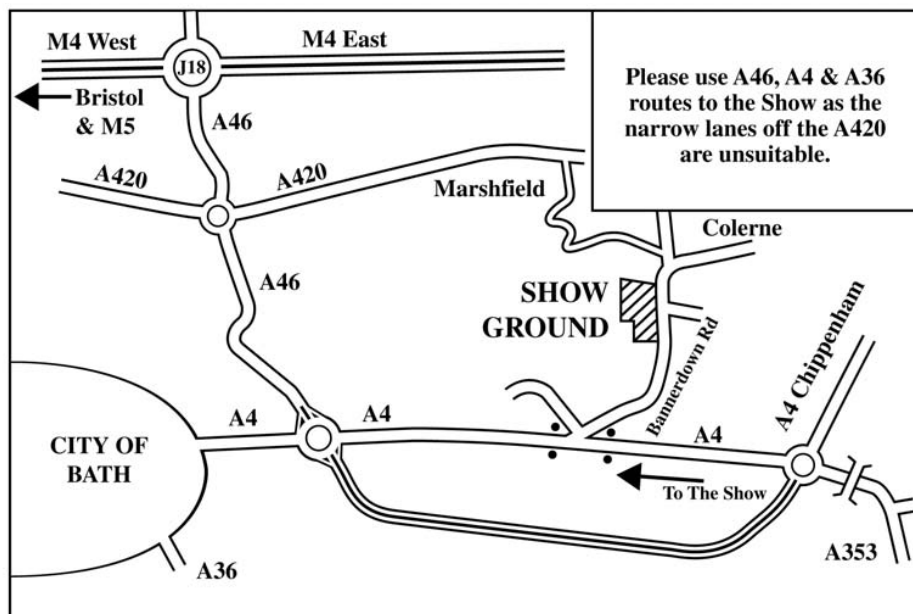 M4 West
M4 East
J18
Bristol
& M5
A46
Please use A46, A4 & A36
routes to the Show as the
narrow lanes off the A420
are unsuitable.
A420
A420
Marshfield
Colerne
A46
SHOW
GROUND
Bannerdown Rd
A4 Chippenham
A4
A4
A4
CITY OF
BATH
To The Show
A36
A353